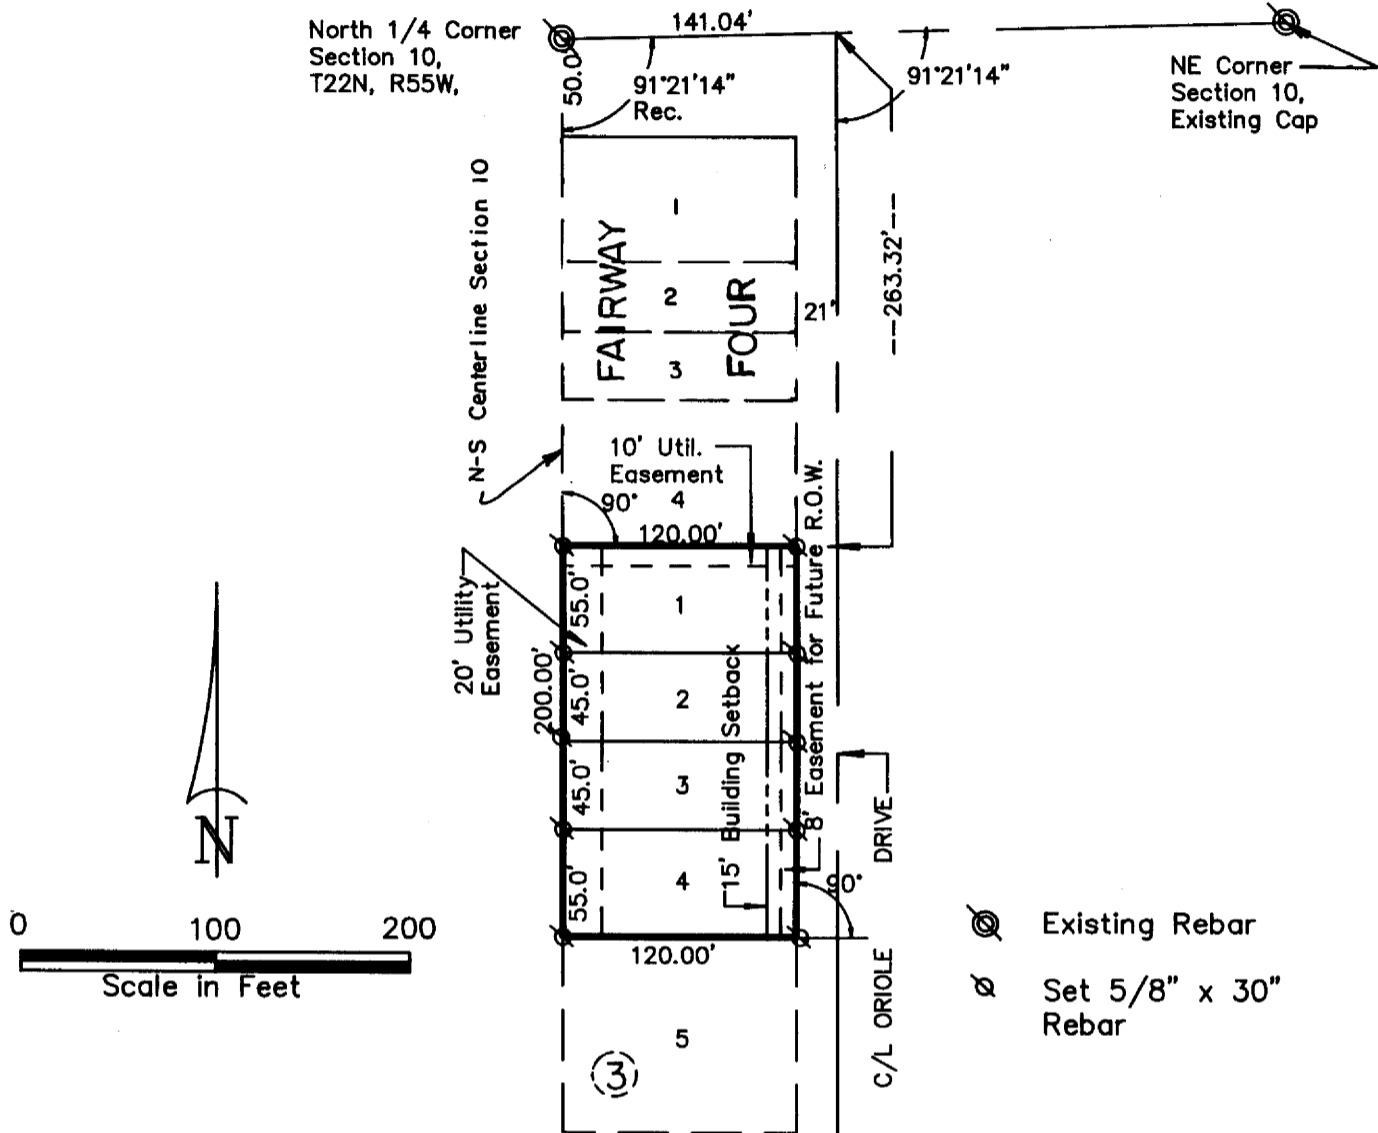 North 1/4 Corner
Section 10,
T22N, R55W,
141.04'
50.0'
91°21'14"
Rec.
91°21'14"
NE Corner
Section 10,
Existing Cap
N-S Centerline Section 10
FAIRWAY
FOUR
1
2
3
21'
--263.32'--
10' Util.
Easement
90°
4
120.00'
20' Utility
Easement
200.00'
55.0'
45.0'
45.0'
55.0'
1
2
3
4
15' Building Setback
8' Easement for Future R.O.W.
90°
120.00'
C/L ORIOLE DRIVE
5
3
N
0 100 200
Scale in Feet
Existing Rebar
Set 5/8" x 30"
Rebar